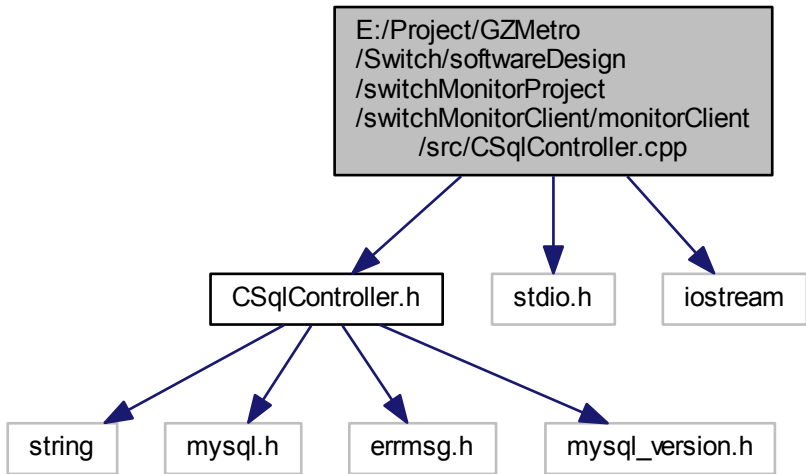 E:/Project/GZMetro
/Switch/softwareDesign
/switchMonitorProject
/switchMonitorClient/monitorClient
/src/CSqlController.cpp
CSqlController.h
stdio.h
iostream
string
mysql.h
errmsg.h
mysql_version.h